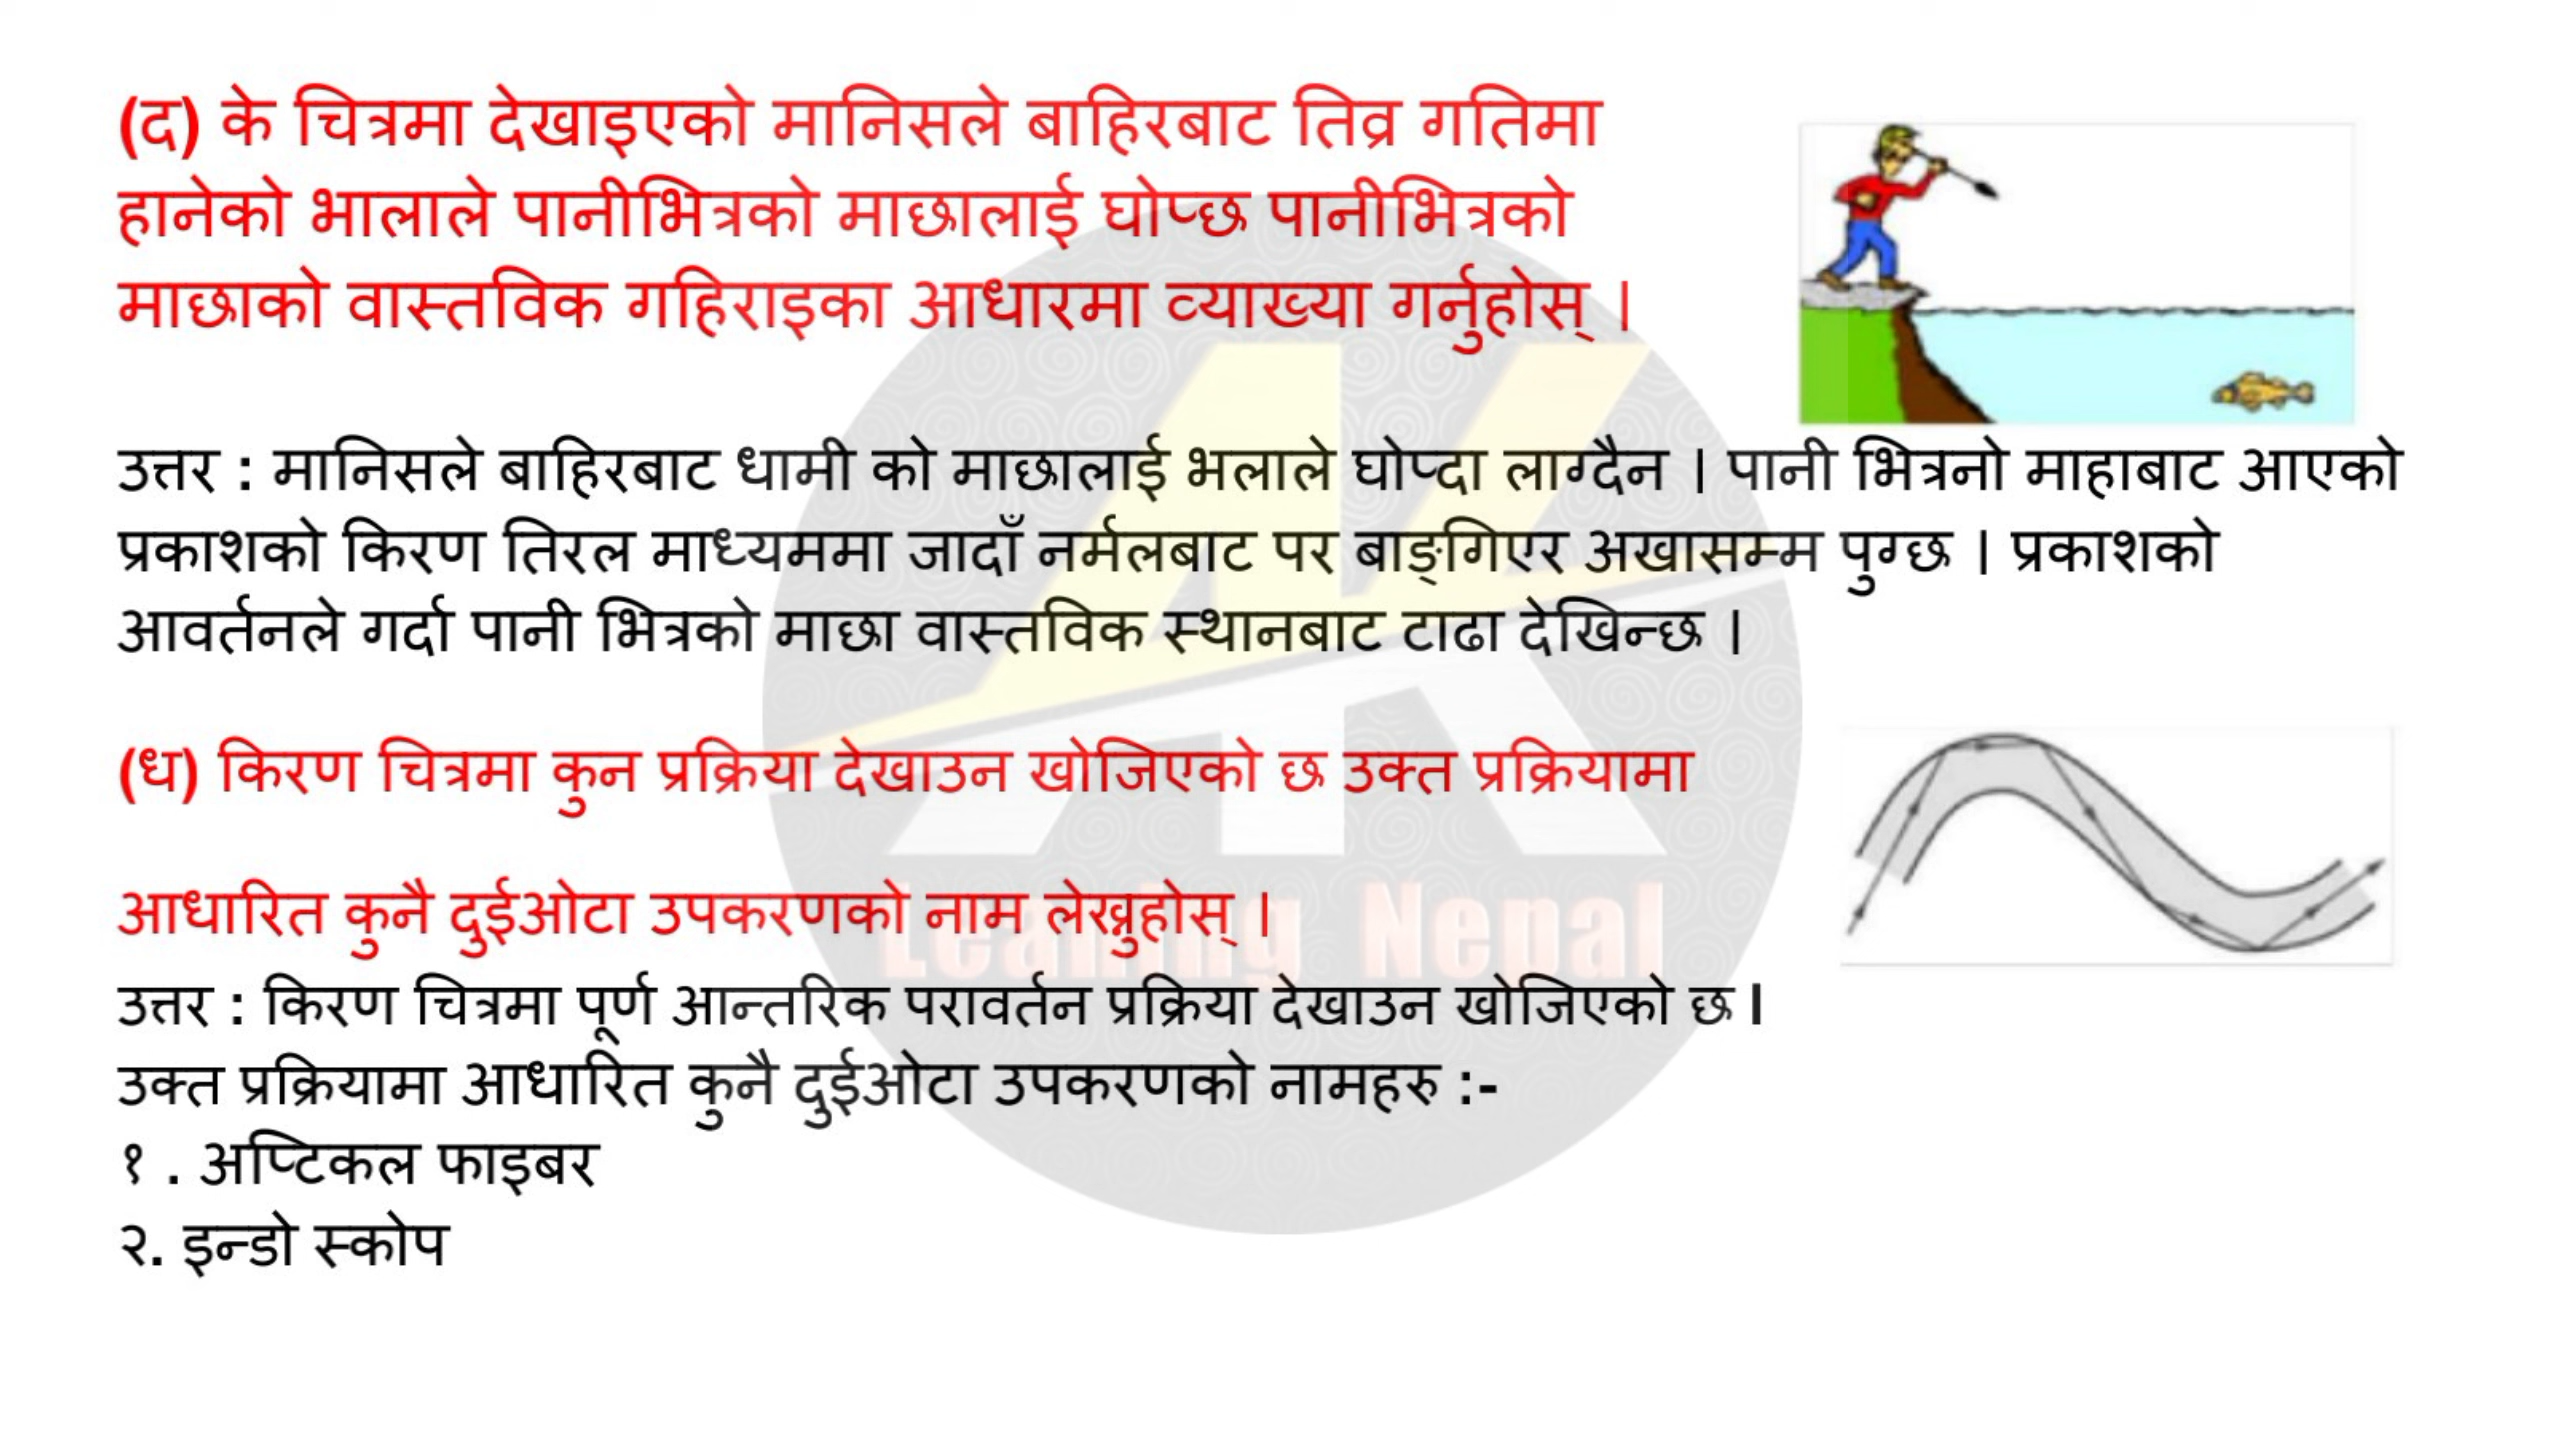 (द) के चित्रमा देखाइएको मानिसले बाहिरबाट तिव्र गतिमा
हानेको भालाले पानीभित्रको माछालाई घोप्छ पानीभित्रको
माछाको वास्तविक गहिराइका आधारमा व्याख्या गर्नुहोस् ।
उत्तर : मानिसले बाहिरबाट धामी को माछालाई भलाले घोप्दा लाग्दैन । पानी भित्रनो माहाबाट आएको
प्रकाशको किरण तिरल माध्यममा जादाँ नर्मलबाट पर बाङ्गिएर अखासम्म पुग्छ । प्रकाशको
आवर्तनले गर्दा पानी भित्रको माछा वास्तविक स्थानबाट टाढा देखिन्छ ।
(ध) किरण चित्रमा कुन प्रक्रिया देखाउन खोजिएको छ उक्त प्रक्रियामा
आधारित कुनै दुईओटा उपकरणको नाम लेख्नुहोस् ।
उत्तर : किरण चित्रमा पूर्ण आन्तरिक परावर्तन प्रक्रिया देखाउन खोजिएको छ।
उक्त प्रक्रियामा आधारित कुनै दुईओटा उपकरणको नामहरु :-
१ . अप्टिकल फाइबर
२. इन्डो स्कोप
AK
Learning Nepal